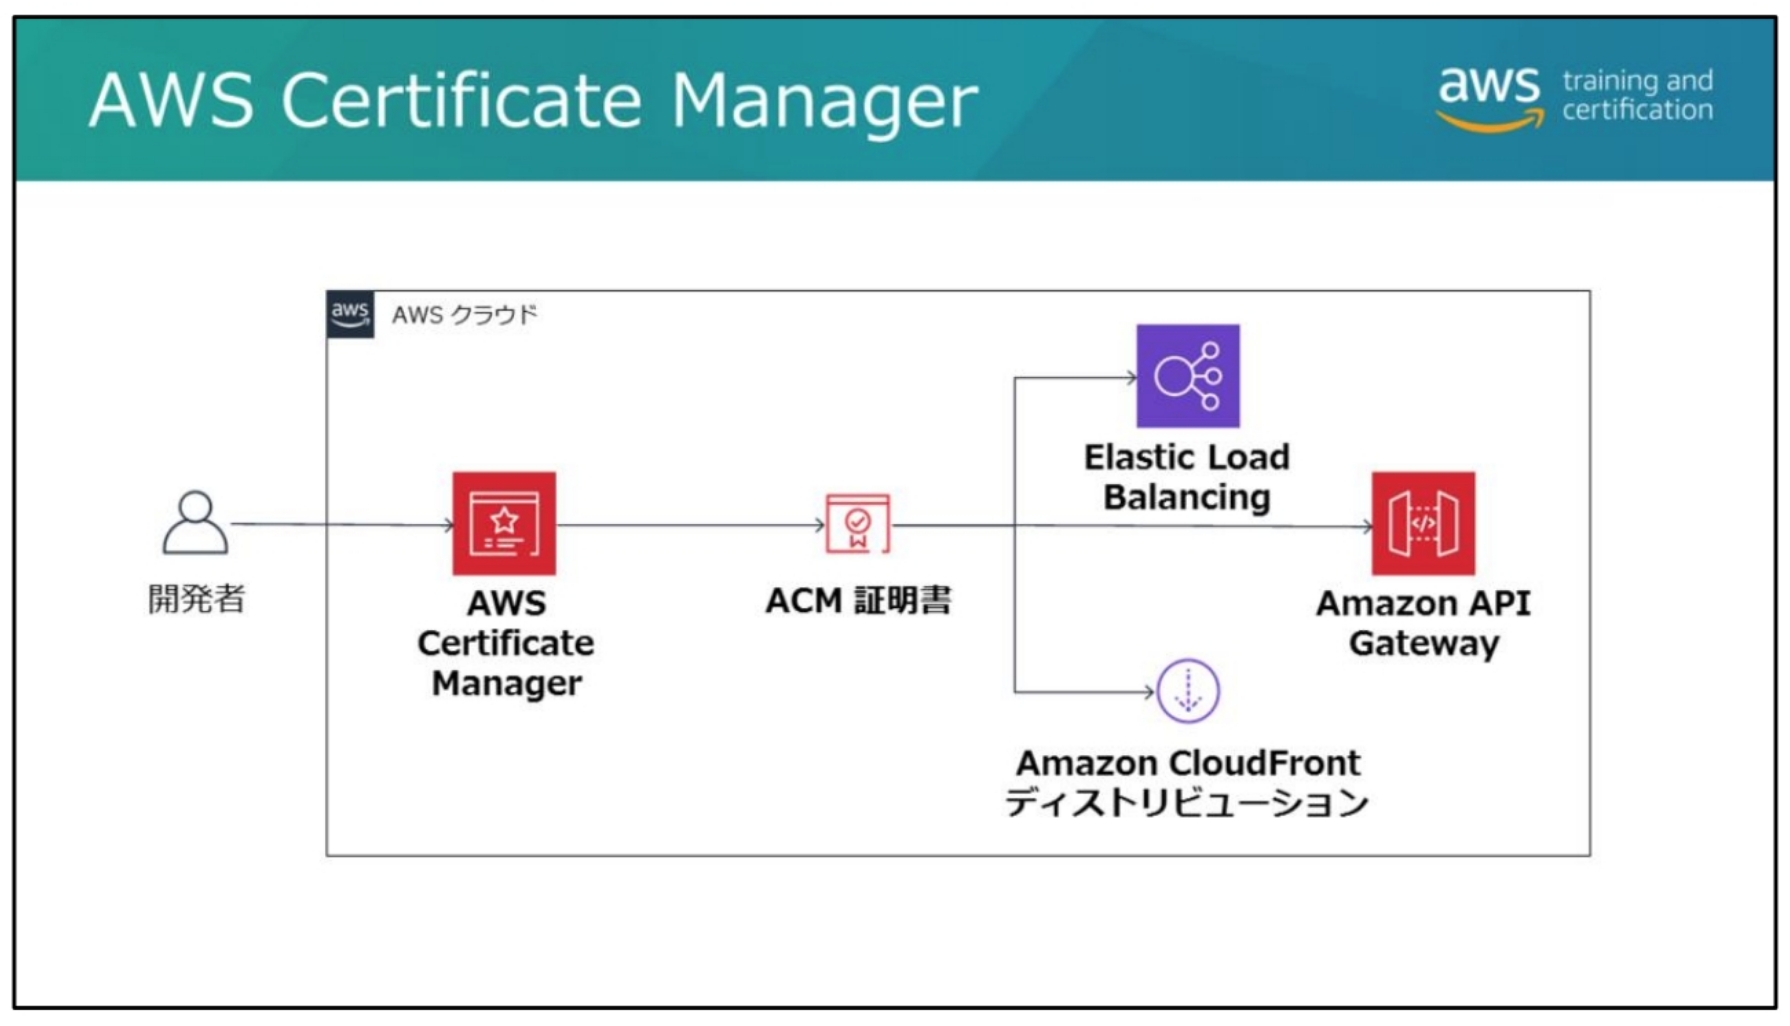 AWS Certificate Manager
aws training and
certification
aws AWS クラウド
Elastic Load
Balancing
開発者
AWS
Certificate
Manager
ACM 証明書
</>
Amazon API
Gateway
Amazon CloudFront
ディストリビューション